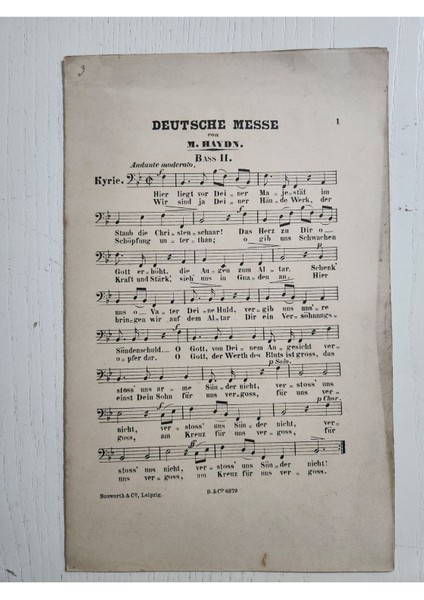 3
DEUTSCHE MESSE
1
von
M. HAYDN.
BASS II.
Andante moderato.
Kyrie.
f
Hier liegt vor Dei=ner Ma=je=stät im
Wir sind ja Dei=ner Hän=de Werk, der
Staub die Chri=sten=schaar! Das Herz zu Dir o
Schöpfung un=ter=than; o gib uns Schwachen
p
Gott er=höht, die Au=gen zum Al=tar. Schenk'
Kraft und Stärk', sieh' uns in Gna=den an. Hier
uns o Va=ter Dei=ne Huld, ver=gib uns uns're
brin=gen wir auf dem Al=tar Dir ein Versöhnungs=
f
Sündenschuld. O Gott, von Dei=nem An=gesicht ver=
o=pfer dar. O Gott, der Werth des Bluts ist gross, das
p Solo.
stoss' uns ar=me Sün=der nicht, ver=stoss' uns
einst Dein Sohn für uns ver=goss, für uns ver=
p Chor.
nicht, ver=stoss' uns Sün=der nicht, ver=
goss, am Kreuz für uns ver=goss, für
stoss' uns nicht, ver=stoss' uns Sün=der nicht!
uns ver=goss, am Kreuz für uns ver=goss.
Bosworth & Co, Leipzig.
B. & Co 6879